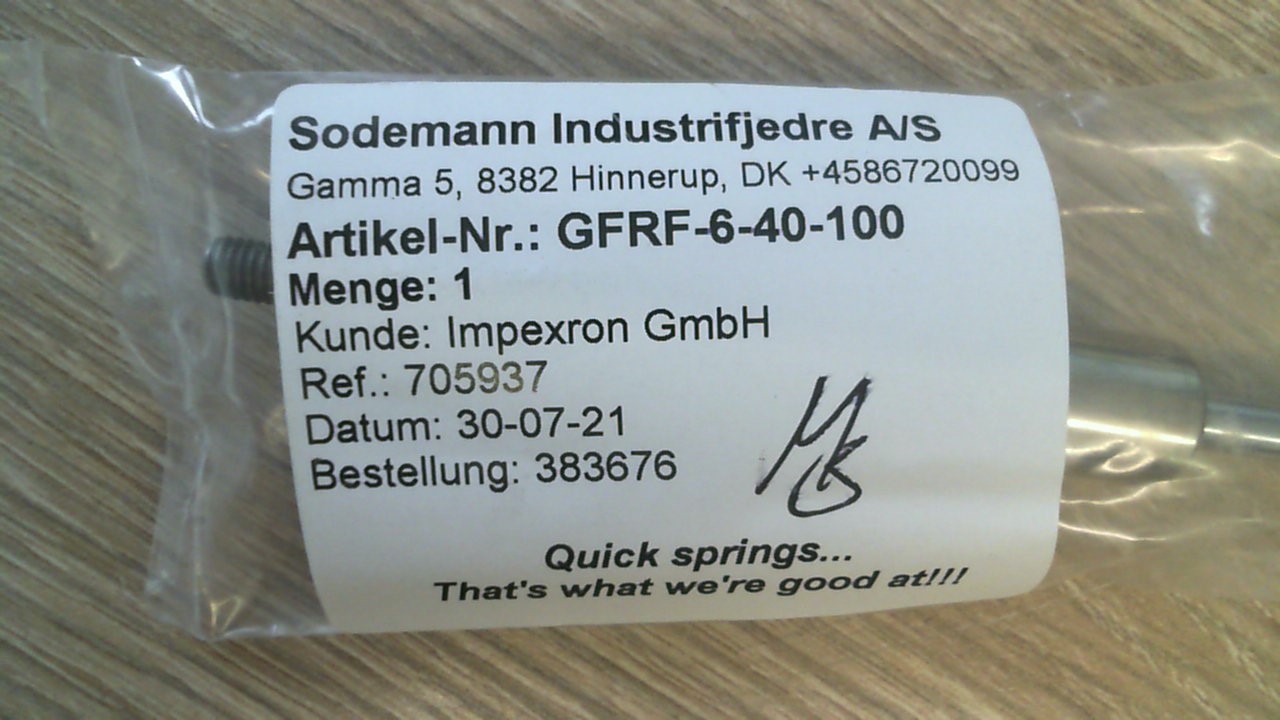 Sodemann Industrifjedre A/S
Gamma 5, 8382 Hinnerup, DK +4586720099
Artikel-Nr.: GFRF-6-40-100
Menge: 1
Kunde: Impexron GmbH
Ref.: 705937
Datum: 30-07-21
Bestellung: 383676
Quick springs...
That's what we're good at!!!